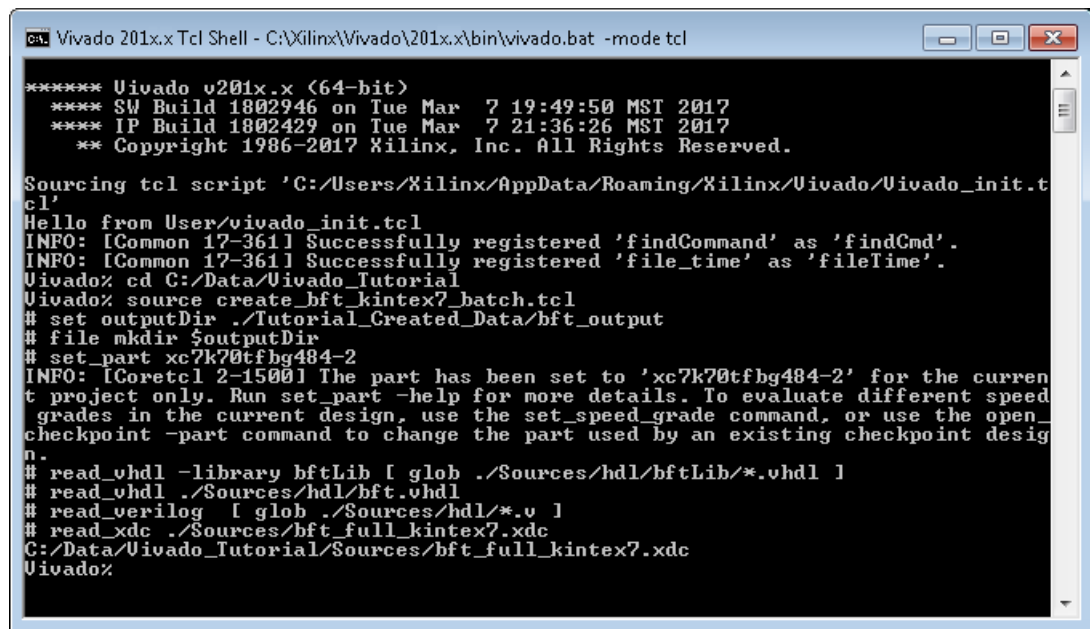 Vivado 201x.x Tcl Shell - C:\Xilinx\Vivado\201x.x\bin\vivado.bat -mode tcl
****** Vivado v201x.x (64-bit)
**** SW Build 1802946 on Tue Mar  7 19:49:50 MST 2017
**** IP Build 1802429 on Tue Mar  7 21:36:26 MST 2017
** Copyright 1986-2017 Xilinx, Inc. All Rights Reserved.
Sourcing tcl script 'C:/Users/Xilinx/AppData/Roaming/Xilinx/Vivado/Vivado_init.t
cl'
Hello from User/vivado_init.tcl
INFO: [Common 17-361] Successfully registered 'findCommand' as 'findCmd'.
INFO: [Common 17-361] Successfully registered 'file_time' as 'fileTime'.
Vivado% cd C:/Data/Vivado_Tutorial
Vivado% source create_bft_kintex7_batch.tcl
# set outputDir ./Tutorial_Created_Data/bft_output
# file mkdir $outputDir
# set_part xc7k70tfbg484-2
INFO: [Coretcl 2-1500] The part has been set to 'xc7k70tfbg484-2' for the curren
t project only. Run set_part -help for more details. To evaluate different speed
 grades in the current design, use the set_speed_grade command, or use the open_
checkpoint -part command to change the part used by an existing checkpoint desig
n.
# read_vhdl -library bftLib [ glob ./Sources/hdl/bftLib/*.vhdl ]
# read_vhdl ./Sources/hdl/bft.vhdl
# read_verilog  [ glob ./Sources/hdl/*.v ]
# read_xdc ./Sources/bft_full_kintex7.xdc
C:/Data/Vivado_Tutorial/Sources/bft_full_kintex7.xdc
Vivado%